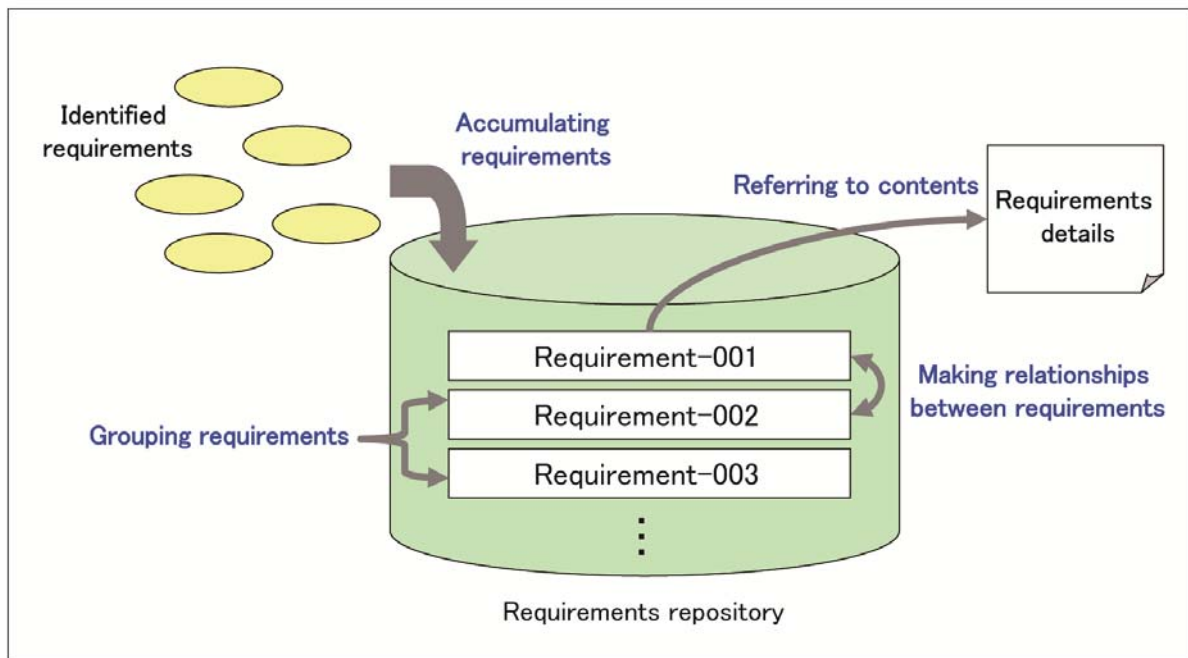 Identified
requirements
Accumulating
requirements
Referring to contents
Requirements
details
Requirement-001
Requirement-002
Requirement-003
Making relationships
between requirements
Grouping requirements
Requirements repository